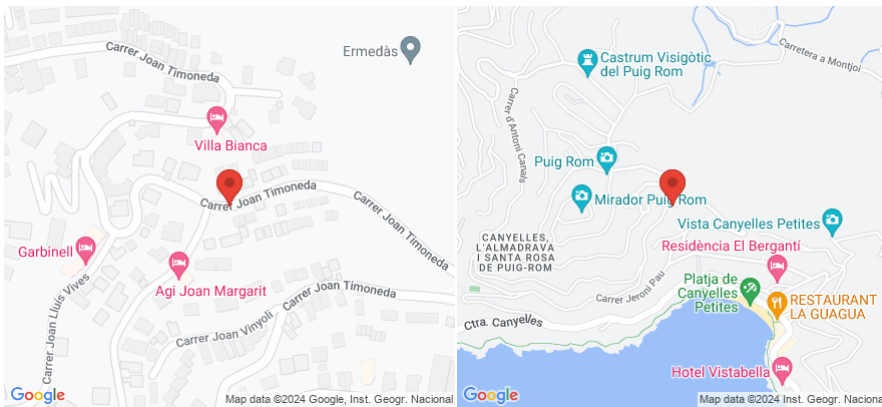 Carrer Joan Timoneda
Ermedàs
Villa Bianca
Carrer Joan Timoneda
Carrer Joan Timoneda
Garbinell
Agi Joan Margarit
Carrer Joan Lluís Vives
Carrer Joan Timoneda
Carrer Joan Vinyoli
Google
Map data ©2024 Google, Inst. Geogr. Nacional
Castrum Visigòtic
del Puig Rom
Carretera a Montjoi
Carrer d'Antoni Canals
Puig Rom
Mirador Puig Rom
Vista Canyelles Petites
CANYELLES,
L'ALMADRAVA
I SANTA ROSA
DE PUIG-ROM
Residència El Bergantí
Carrer Jeroni Pau
Platja de
Canyelles
Petites
RESTAURANT
LA GUAGUA
Ctra. Canyelles
Hotel Vistabella
Google
Map data ©2024 Google, Inst. Geogr. Nacional